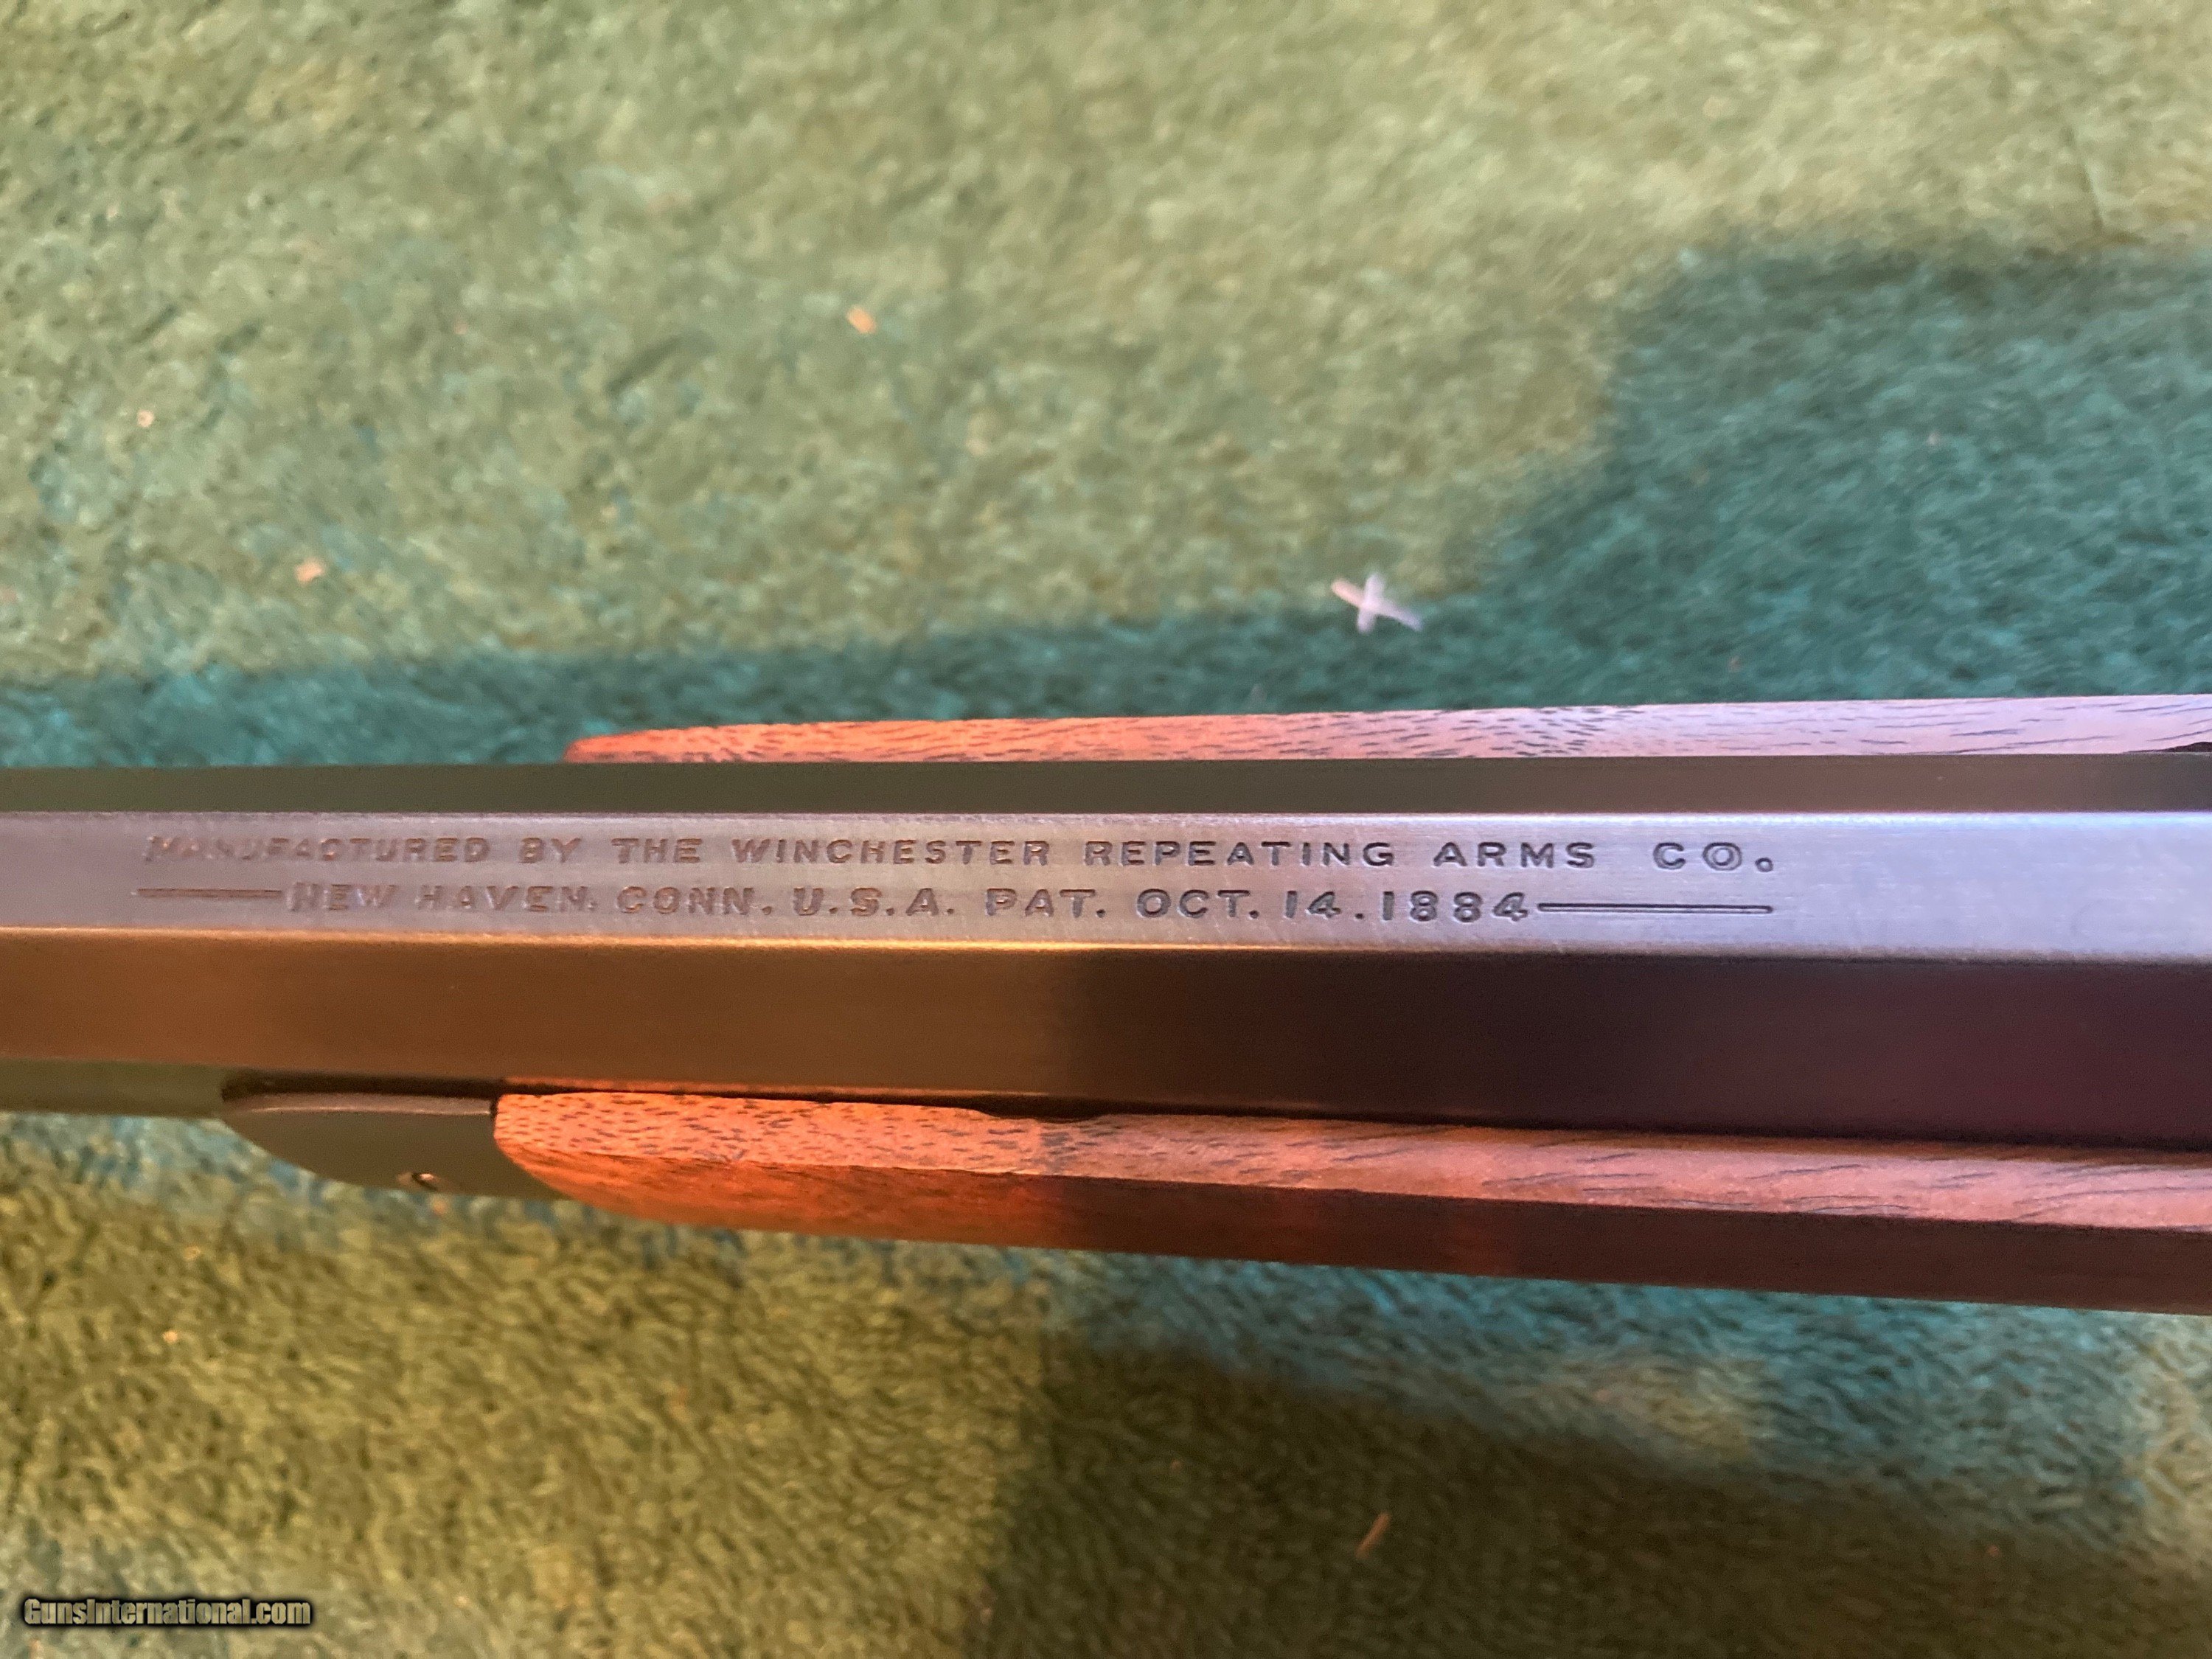 MANUFACTURED BY THE WINCHESTER REPEATING ARMS CO.
NEW HAVEN. CONN. U.S.A. PAT. OCT. 14.1884
GunsInternational.com